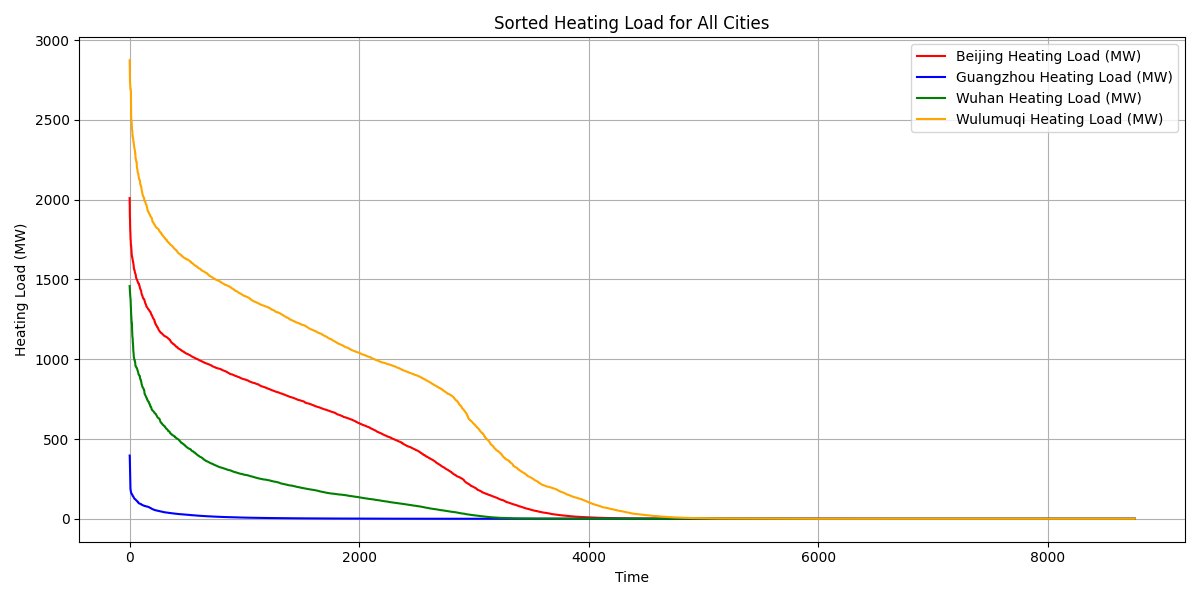 Sorted Heating Load for All Cities
3000
2500
2000
1500
1000
500
0
Heating Load (MW)
Beijing Heating Load (MW)
Guangzhou Heating Load (MW)
Wuhan Heating Load (MW)
Wulumuqi Heating Load (MW)
0 2000 4000 6000 8000
Time